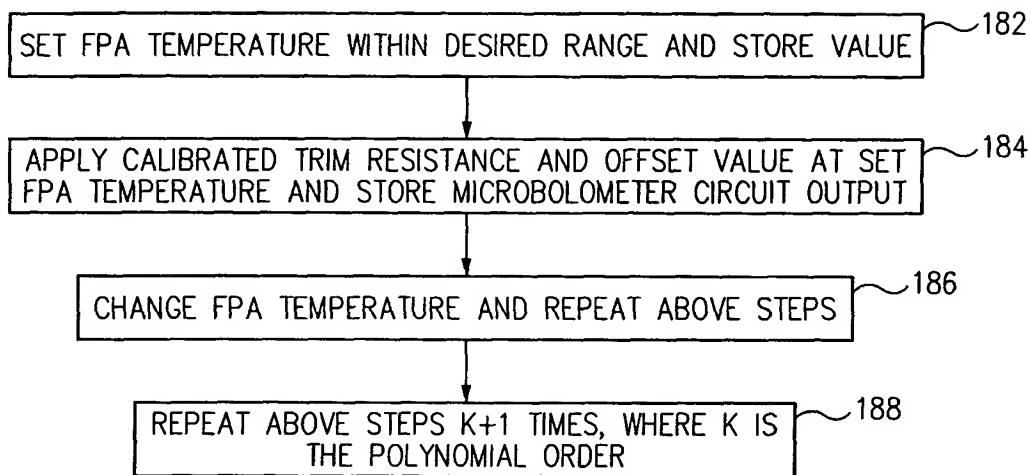 SET FPA TEMPERATURE WITHIN DESIRED RANGE AND STORE VALUE
182
APPLY CALIBRATED TRIM RESISTANCE AND OFFSET VALUE AT SET
FPA TEMPERATURE AND STORE MICROBOLOMETER CIRCUIT OUTPUT
184
CHANGE FPA TEMPERATURE AND REPEAT ABOVE STEPS
186
REPEAT ABOVE STEPS K+1 TIMES, WHERE K IS
THE POLYNOMIAL ORDER
188